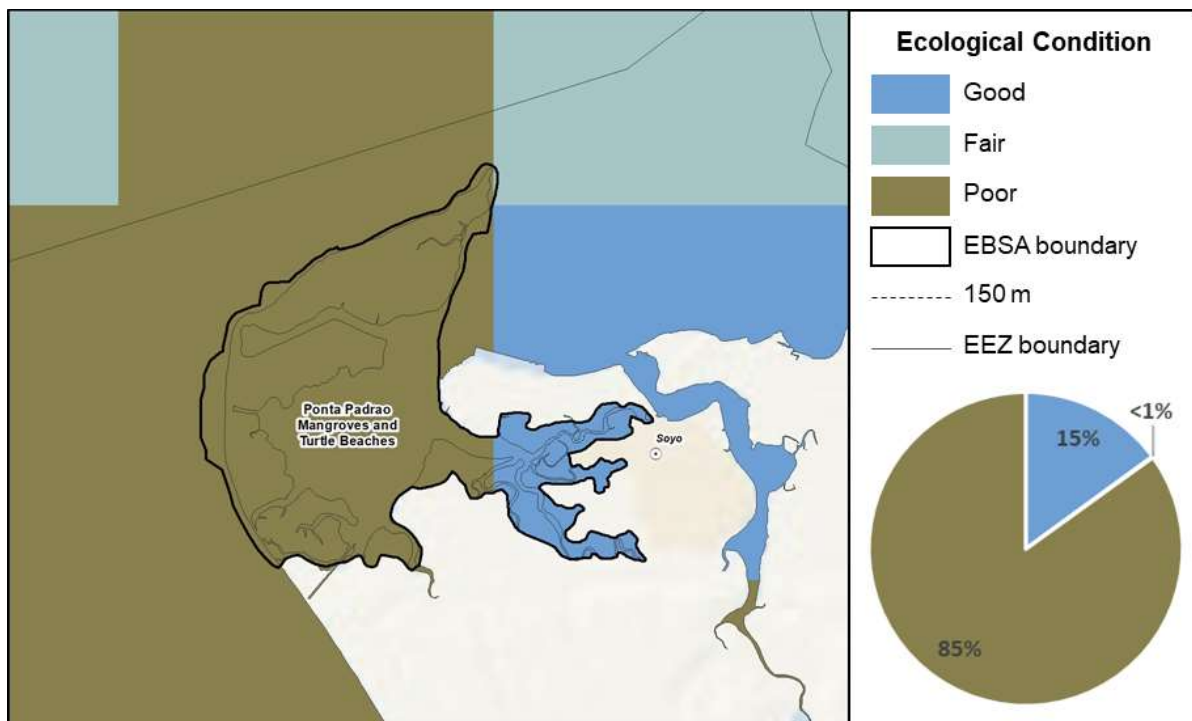 Ponta Padrao
Mangroves and
Turtle Beaches
Soyo
Ecological Condition
Good
Fair
Poor
EBSA boundary
150 m
EEZ boundary
<1%
15%
85%